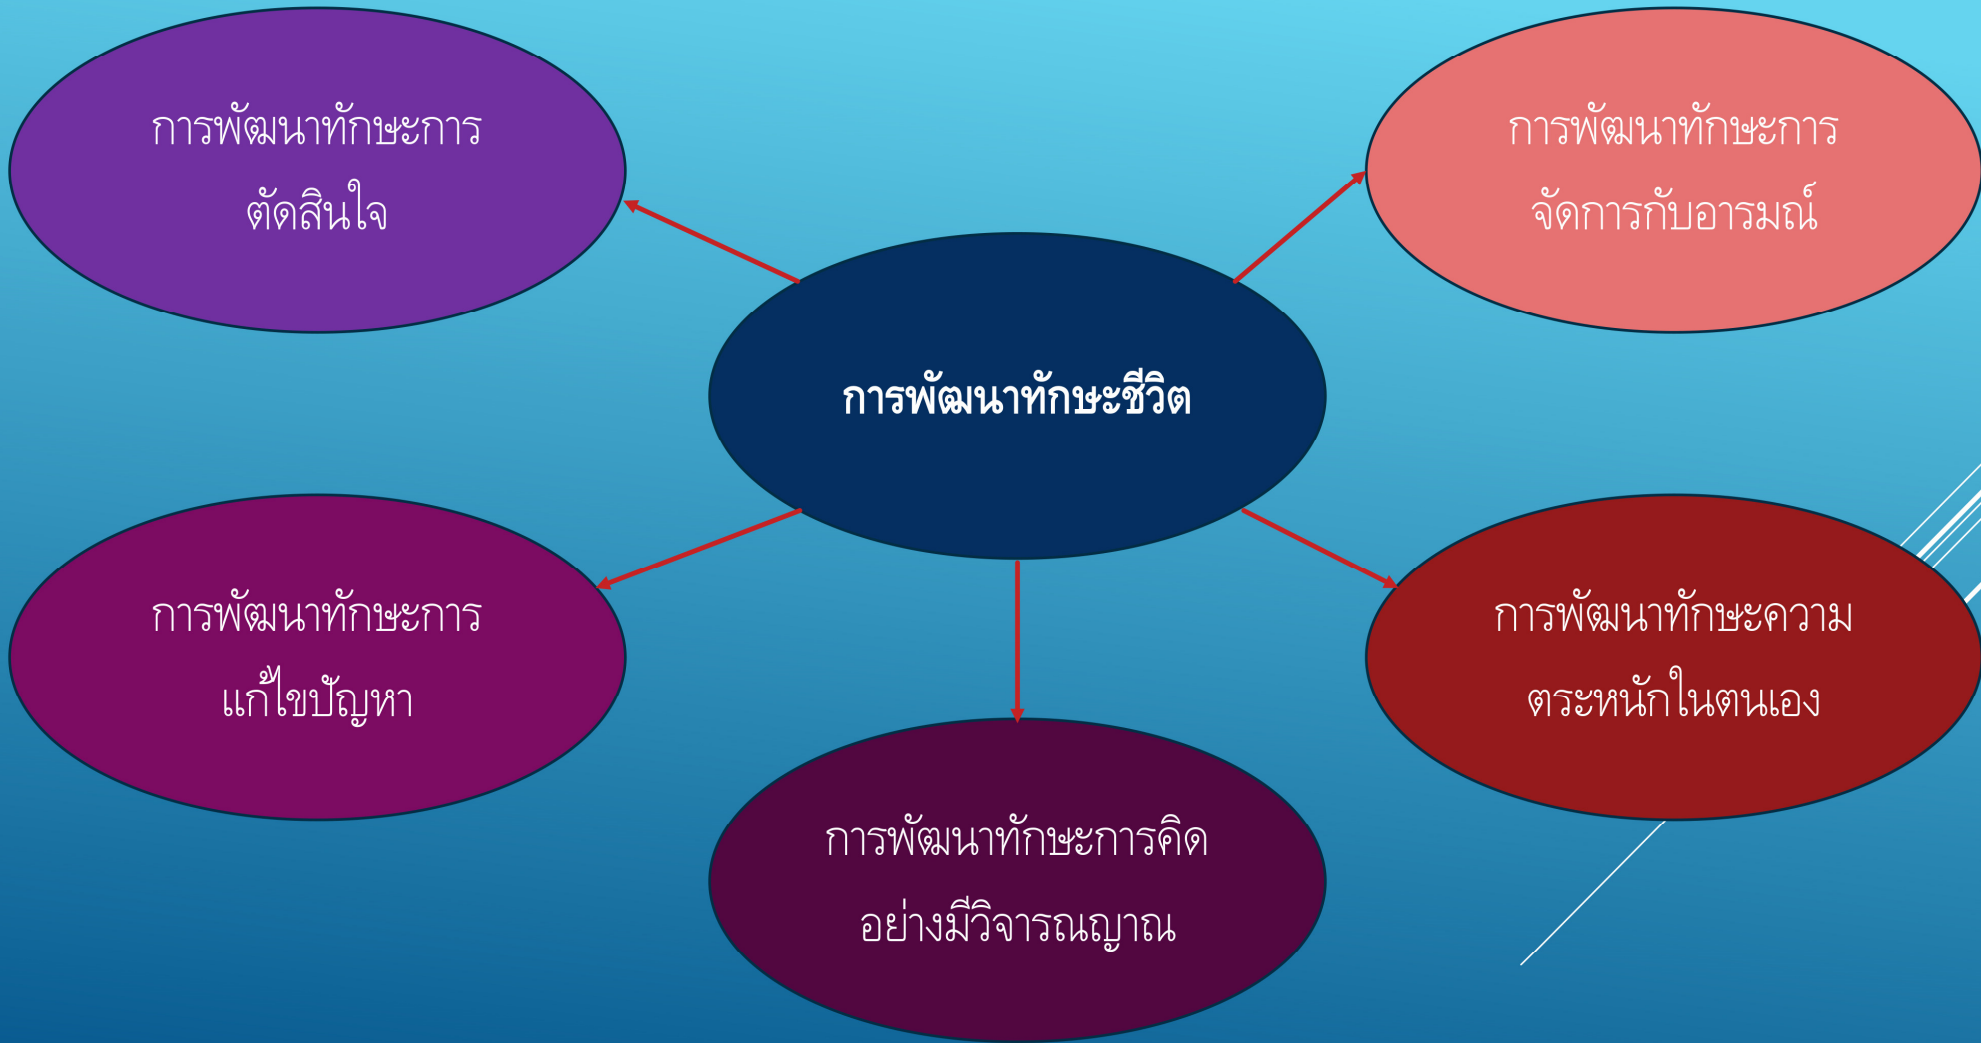 การพัฒนาทักษะการ
ตัดสินใจ
การพัฒนาทักษะการ
จัดการกับอารมณ์
การพัฒนาทักษะชีวิต
การพัฒนาทักษะการ
แก้ไขปัญหา
การพัฒนาทักษะความ
ตระหนักในตนเอง
การพัฒนาทักษะการคิด
อย่างมีวิจารณญาณ